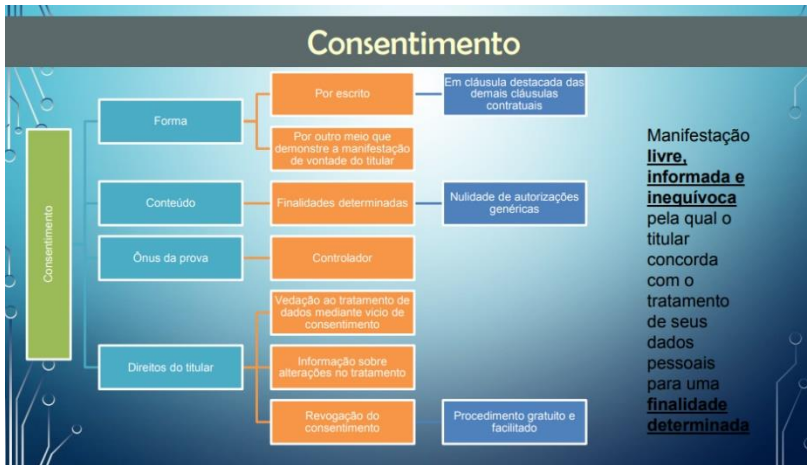 Consentimento
Consentimento
Forma
Por escrito
Em cláusula destacada das
demais cláusulas
contratuais
Por outro meio que
demonstre a manifestação
de vontade do titular
Conteúdo
Finalidades determinadas
Nulidade de autorizações
genéricas
Ônus da prova
Controlador
Direitos do titular
Vedação ao tratamento de
dados mediante vicio de
consentimento
Informação sobre
alterações no tratamento
Revogação do
consentimento
Procedimento gratuito e
facilitado
Manifestação
livre,
informada e
inequívoca
pela qual o
titular
concorda
com o
tratamento
de seus
dados
pessoais
para uma
finalidade
determinada